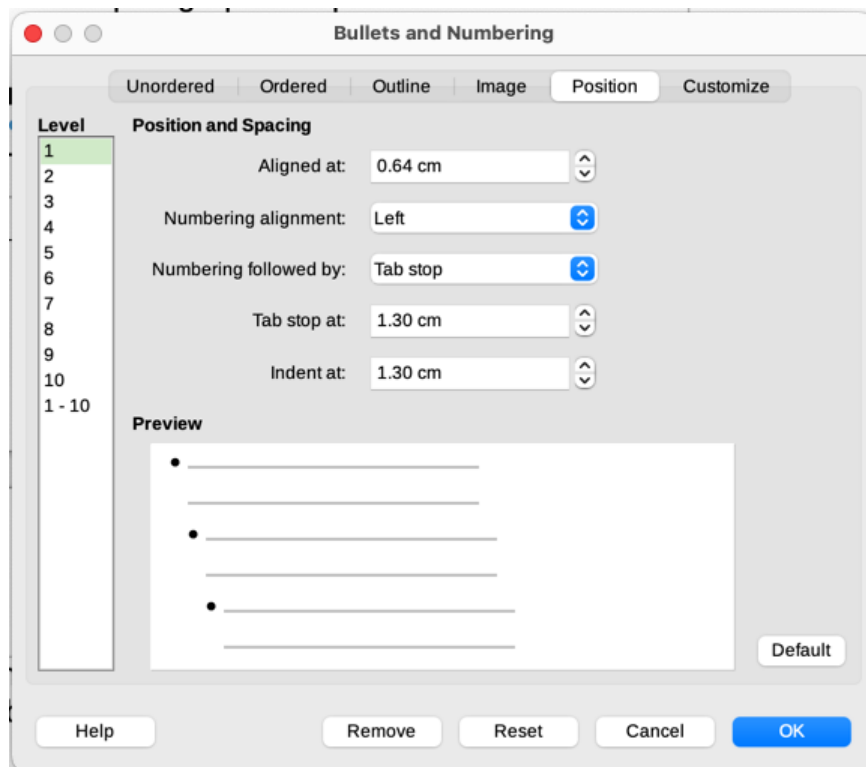 Bullets and Numbering
Unordered Ordered Outline Image Position Customize
Level
1
2
3
4
5
6
7
8
9
10
1 - 10
Position and Spacing
Aligned at: 0.64 cm
Numbering alignment: Left
Numbering followed by: Tab stop
Tab stop at: 1.30 cm
Indent at: 1.30 cm
Preview
Default
Help Remove Reset Cancel OK